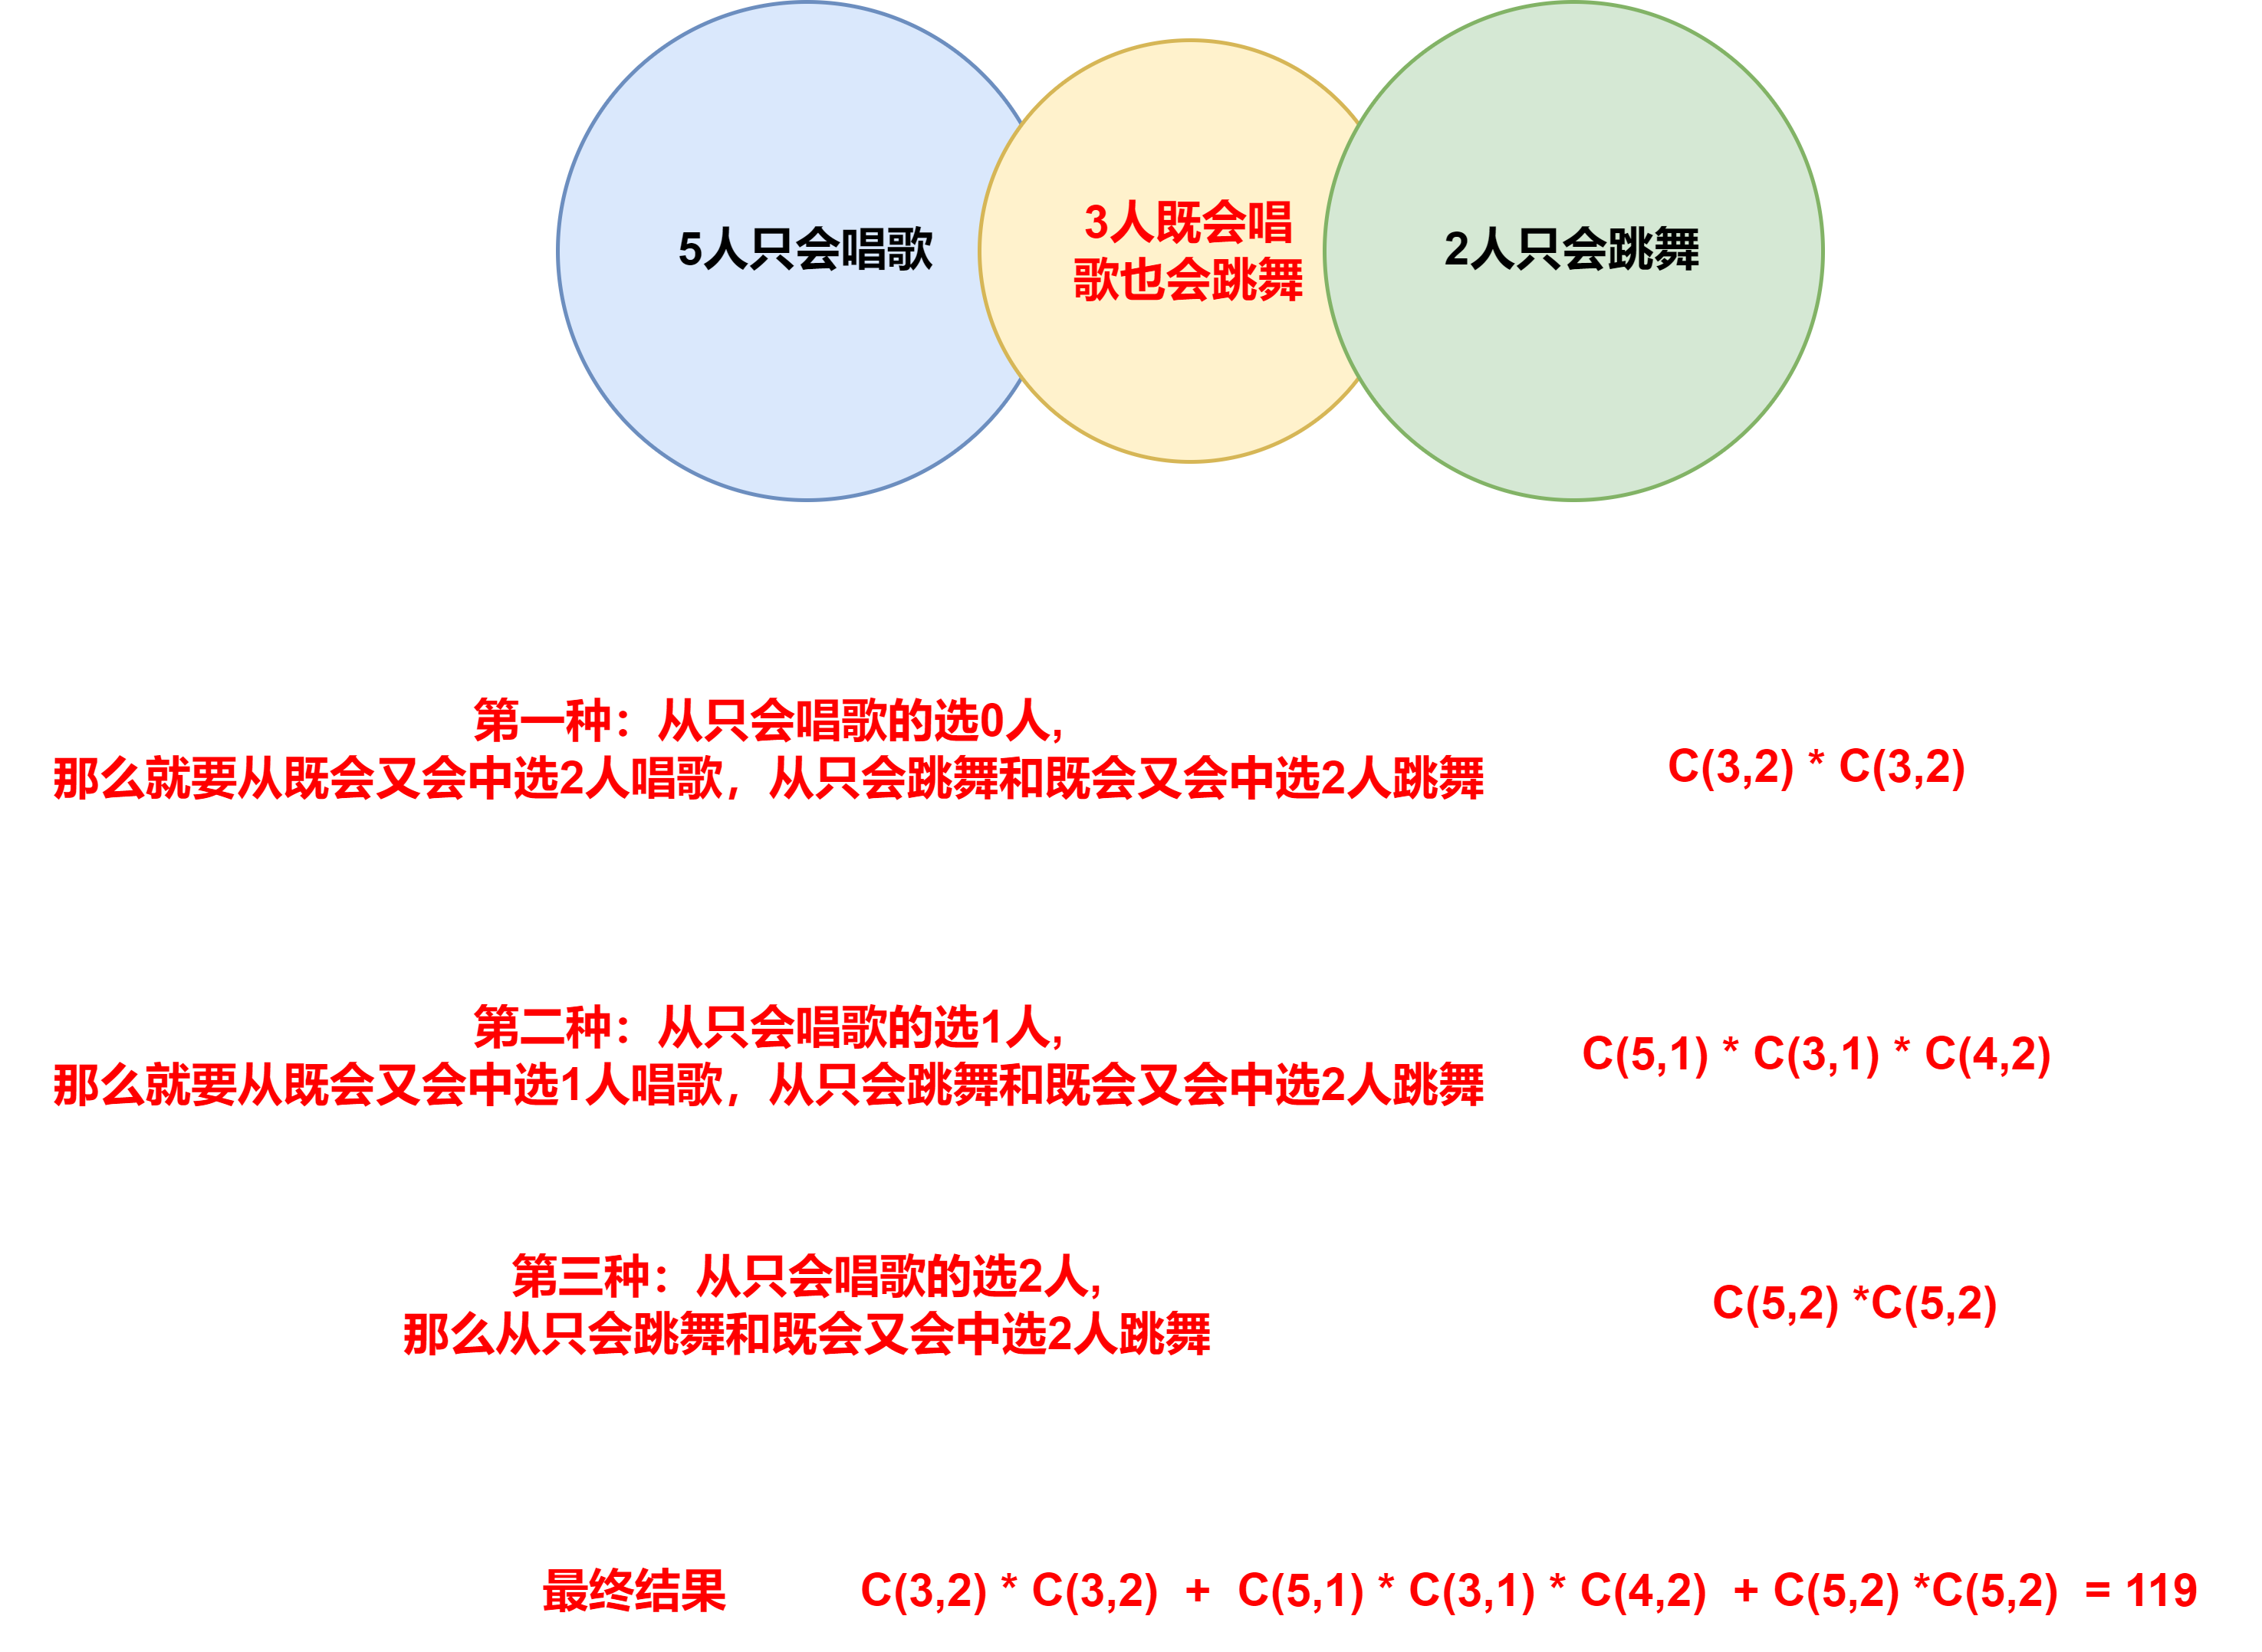 5人只会唱歌
3人既会唱
歌也会跳舞
2人只会跳舞
第一种：从只会唱歌的选0人,
那么就要从既会又会中选2人唱歌，从只会跳舞和既会又会中选2人跳舞
C(3,2) * C(3,2)
第二种：从只会唱歌的选1人,
那么就要从既会又会中选1人唱歌，从只会跳舞和既会又会中选2人跳舞
C(5,1) * C(3,1) * C(4,2)
第三种：从只会唱歌的选2人,
那么从只会跳舞和既会又会中选2人跳舞
C(5,2) *C(5,2)
最终结果 C(3,2) * C(3,2) + C(5,1) * C(3,1) * C(4,2) + C(5,2) *C(5,2) = 119